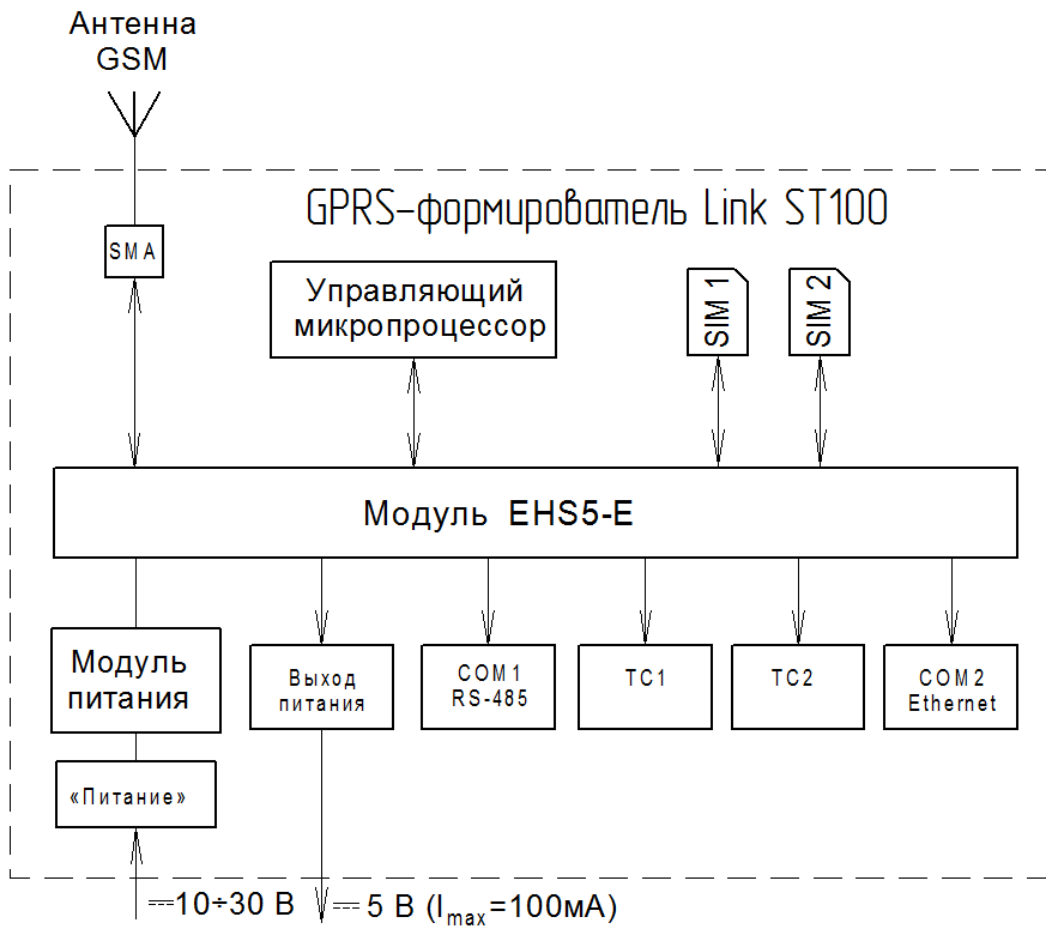 Антенна
GSM
GPRS-формирователь Link ST100
SMA
Управляющий
микропроцессор
SIM 1
SIM 2
Модуль EHS5-E
Модуль
питания
Выход
питания
COM1
RS-485
TC1
TC2
COM2
Ethernet
«Питание»
⎓10÷30 В
⎓ 5 В (Imax=100мА)